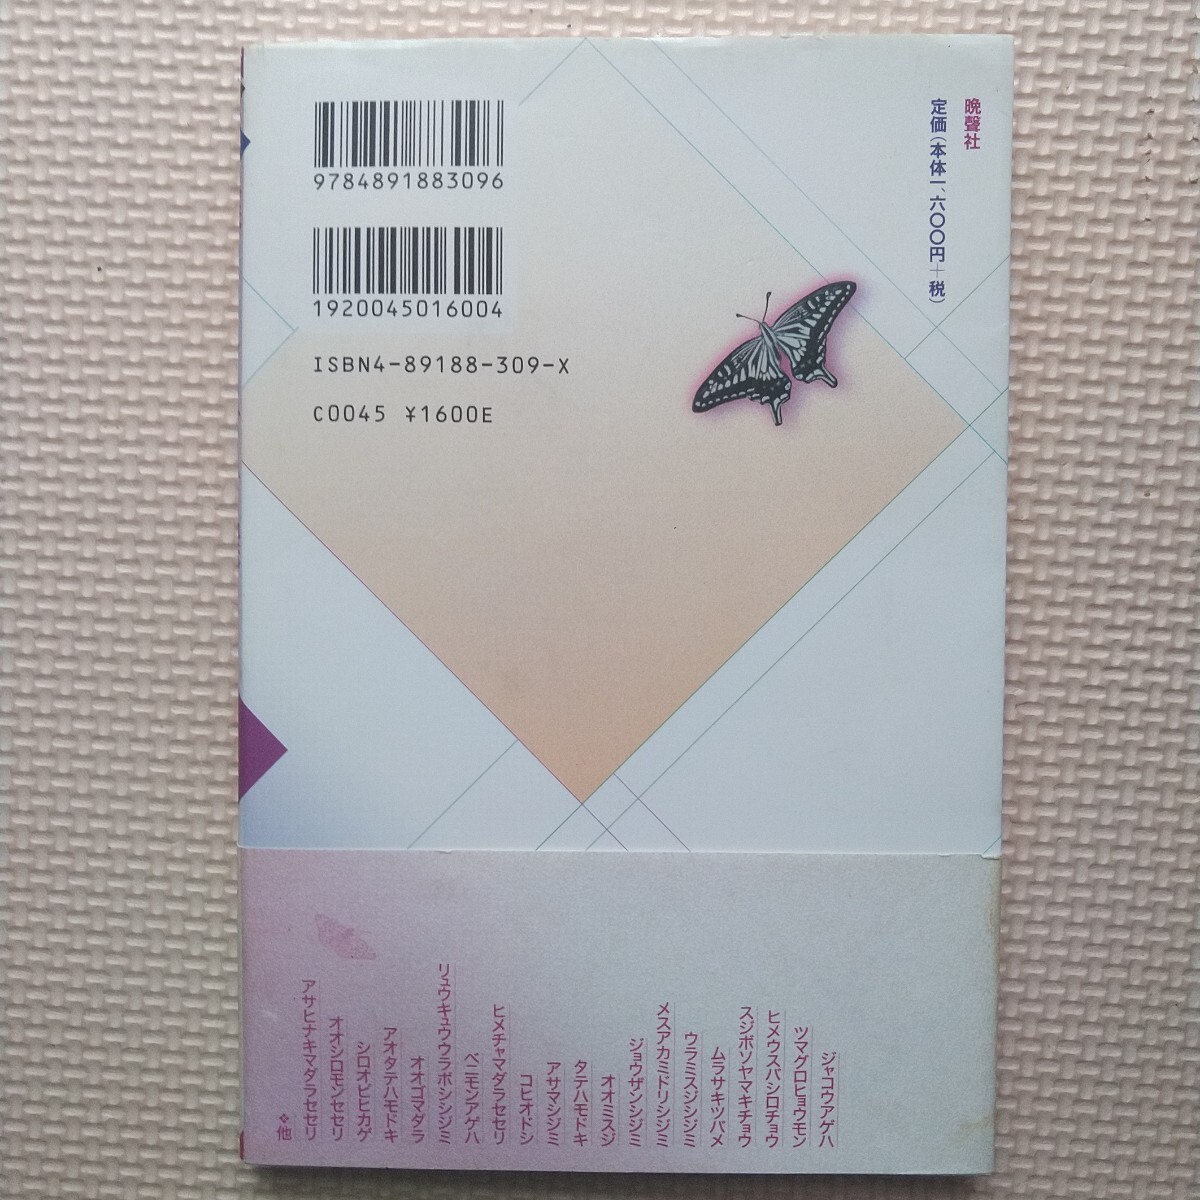 9784891883096
1920045016004
ISBN4-89188-309-X
C0045 ¥1600E
晩聲社
定価(本体一、六〇〇円+税)
ジャコウアゲハ
ツマグロヒョウモン
ヒメウスバシロチョウ
スジボソヤマキチョウ
ムラサキツバメ
ウラミスジシジミ
メスアカミドリシジミ
ジョウザンシジミ
オオミスジ
タテハモドキ
アサマシジミ
コヒオドシ
ヒメチャマダラセセリ
ベニモンアゲハ
リュウキュウウラボシシジミ
オオゴマダラ
アオタテハモドキ
シロオビヒカゲ
オオシロモンセセリ
アサヒナキマダラセセリ
❖他